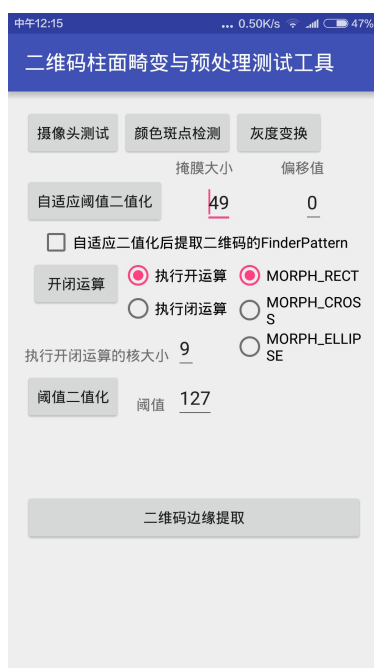 中午12:15 ... 0.50K/s 47%
二维码柱面畸变与预处理测试工具
摄像头测试 颜色斑点检测 灰度变换
掩膜大小 偏移值
自适应阈值二值化 49 0
自适应二值化后提取二维码的FinderPattern
开闭运算 执行开运算 MORPH_RECT
执行闭运算 MORPH_CROS
S
执行开闭运算的核大小 9 MORPH_ELLIP
SE
阈值二值化 阈值 127
二维码边缘提取